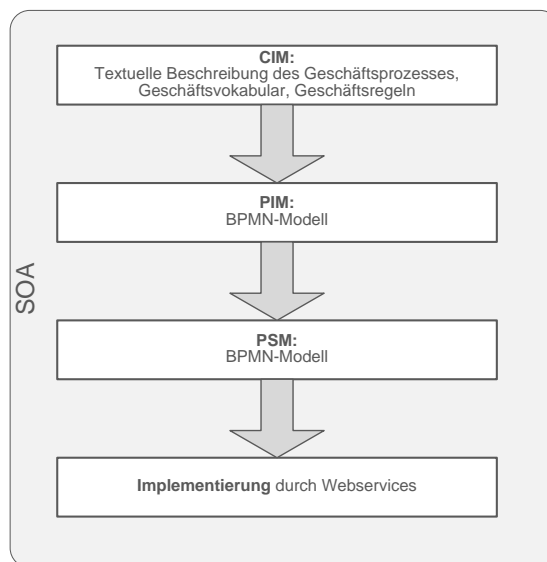 CIM:
Textuelle Beschreibung des Geschäftsprozesses,
Geschäftsvokabular, Geschäftsregeln
PIM:
BPMN-Modell
SOA
PSM:
BPMN-Modell
Implementierung durch Webservices